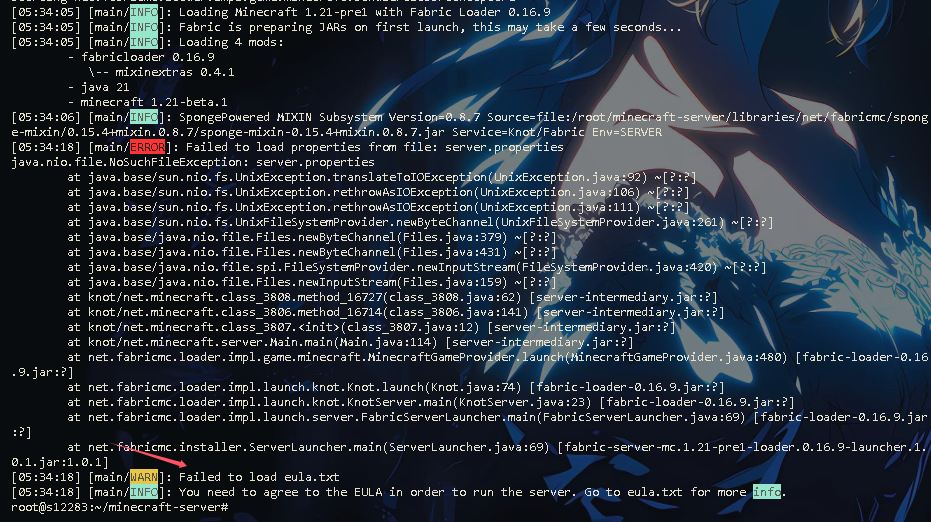 [05:34:05] [main/INFO]: Loading Minecraft 1.21-pre1 with Fabric Loader 0.16.9
[05:34:05] [main/INFO]: Fabric is preparing JARs on first launch, this may take a few seconds...
[05:34:05] [main/INFO]: Loading 4 mods:
- fabricloader 0.16.9
\-- mixinextras 0.4.1
- java 21
- minecraft 1.21-beta.1
[05:34:06] [main/INFO]: SpongePowered MIXIN Subsystem Version=0.8.7 Source=file:/root/minecraft-server/libraries/net/fabricmc/spong
e-mixin/0.15.4+mixin.0.8.7/sponge-mixin-0.15.4+mixin.0.8.7.jar Service=Knot/Fabric Env=SERVER
[05:34:18] [main/ERROR]: Failed to load properties from file: server.properties
java.nio.file.NoSuchFileException: server.properties
at java.base/sun.nio.fs.UnixException.translateToIOException(UnixException.java:92) ~[?:?]
at java.base/sun.nio.fs.UnixException.rethrowAsIOException(UnixException.java:106) ~[?:?]
at java.base/sun.nio.fs.UnixException.rethrowAsIOException(UnixException.java:111) ~[?:?]
at java.base/sun.nio.fs.UnixFileSystemProvider.newByteChannel(UnixFileSystemProvider.java:261) ~[?:?]
at java.base/java.nio.file.Files.newByteChannel(Files.java:379) ~[?:?]
at java.base/java.nio.file.Files.newByteChannel(Files.java:431) ~[?:?]
at java.base/java.nio.file.spi.FileSystemProvider.newInputStream(FileSystemProvider.java:420) ~[?:?]
at java.base/java.nio.file.Files.newInputStream(Files.java:159) ~[?:?]
at knot/net.minecraft.class_3808.method_16727(class_3808.java:62) [server-intermediary.jar:?]
at knot/net.minecraft.class_3806.method_16714(class_3806.java:141) [server-intermediary.jar:?]
at knot/net.minecraft.class_3807.<init>(class_3807.java:12) [server-intermediary.jar:?]
at knot/net.minecraft.server.Main.main(Main.java:114) [server-intermediary.jar:?]
at net.fabricmc.loader.impl.game.minecraft.MinecraftGameProvider.launch(MinecraftGameProvider.java:480) [fabric-loader-0.16
.9.jar:?]
at net.fabricmc.loader.impl.launch.knot.Knot.launch(Knot.java:74) [fabric-loader-0.16.9.jar:?]
at net.fabricmc.loader.impl.launch.knot.KnotServer.main(KnotServer.java:23) [fabric-loader-0.16.9.jar:?]
at net.fabricmc.loader.impl.launch.server.FabricServerLauncher.main(FabricServerLauncher.java:69) [fabric-loader-0.16.9.jar
:?]
at net.fabricmc.installer.ServerLauncher.main(ServerLauncher.java:69) [fabric-server-mc.1.21-pre1-loader.0.16.9-launcher.1.
0.1.jar:1.0.1]
[05:34:18] [main/WARN]: Failed to load eula.txt
[05:34:18] [main/INFO]: You need to agree to the EULA in order to run the server. Go to eula.txt for more info.
root@s12283:~/minecraft-server#